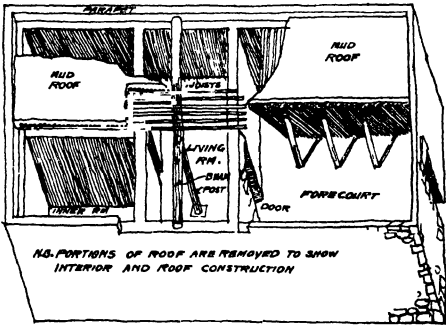 PARAPET
MUD
ROOF
MUD
ROOF
JOISTS
LIVING
RM.
BEAM
POST
INNER RM
DOOR
FORECOURT
N.B. PORTIONS OF ROOF ARE REMOVED TO SHOW
INTERIOR AND ROOF CONSTRUCTION